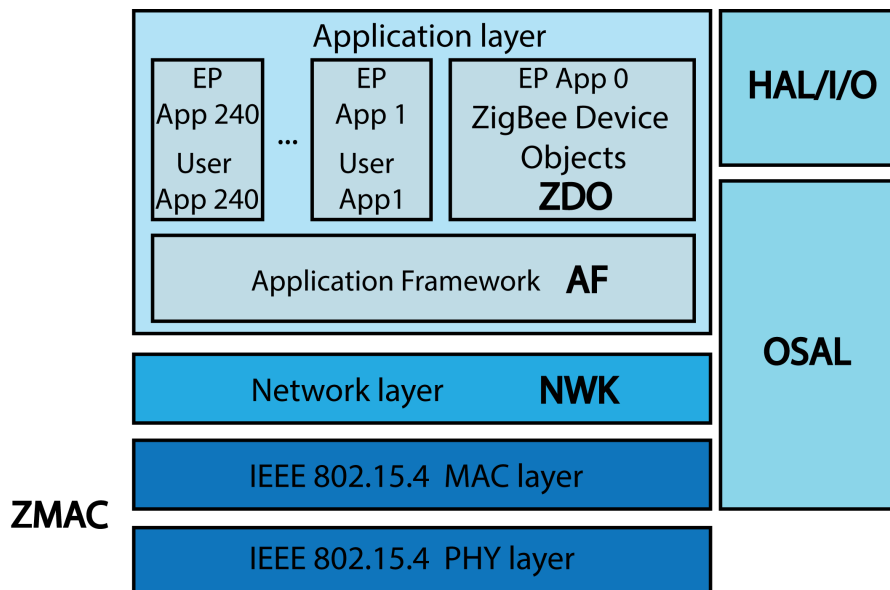 Application layer
EP
App 240
User
App 240
...
EP
App 1
User
App1
EP App 0
ZigBee Device
Objects
ZDO
Application Framework AF
Network layer NWK
IEEE 802.15.4 MAC layer
IEEE 802.15.4 PHY layer
ZMAC
HAL/I/O
OSAL